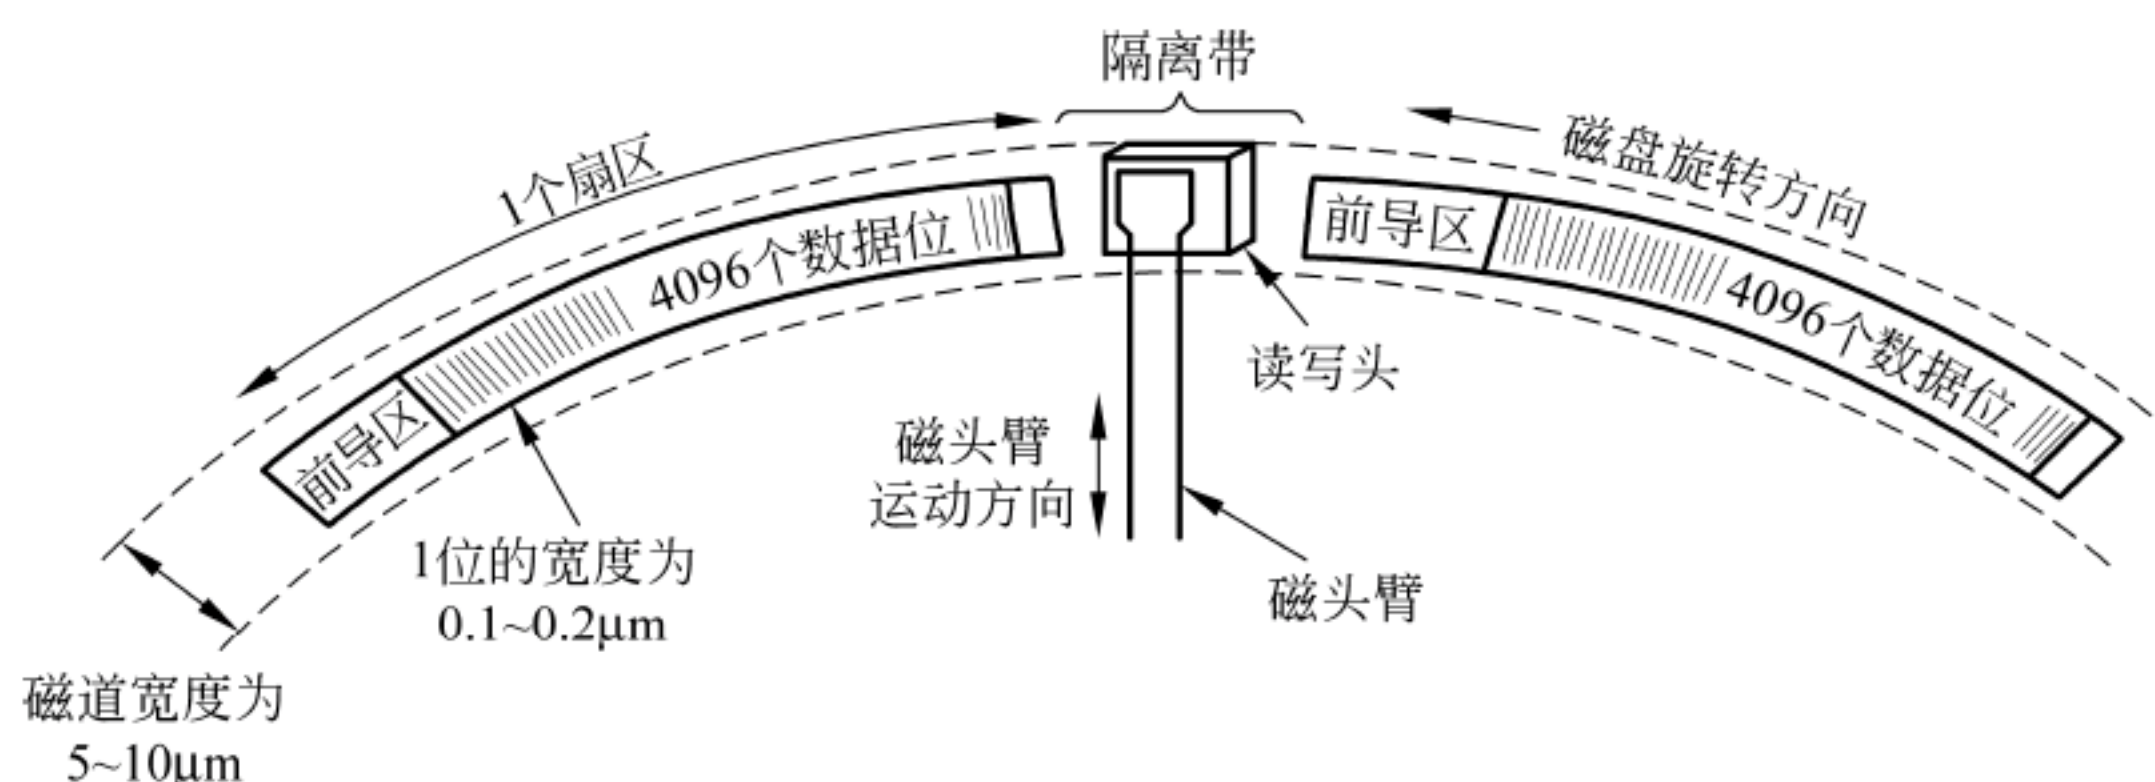 隔离带
1个扇区
磁盘旋转方向
前导区
4096个数据位
前导区
4096个数据位
读写头
磁头臂
运动方向
1位的宽度为
0.1~0.2μm
磁头臂
磁道宽度为
5~10μm